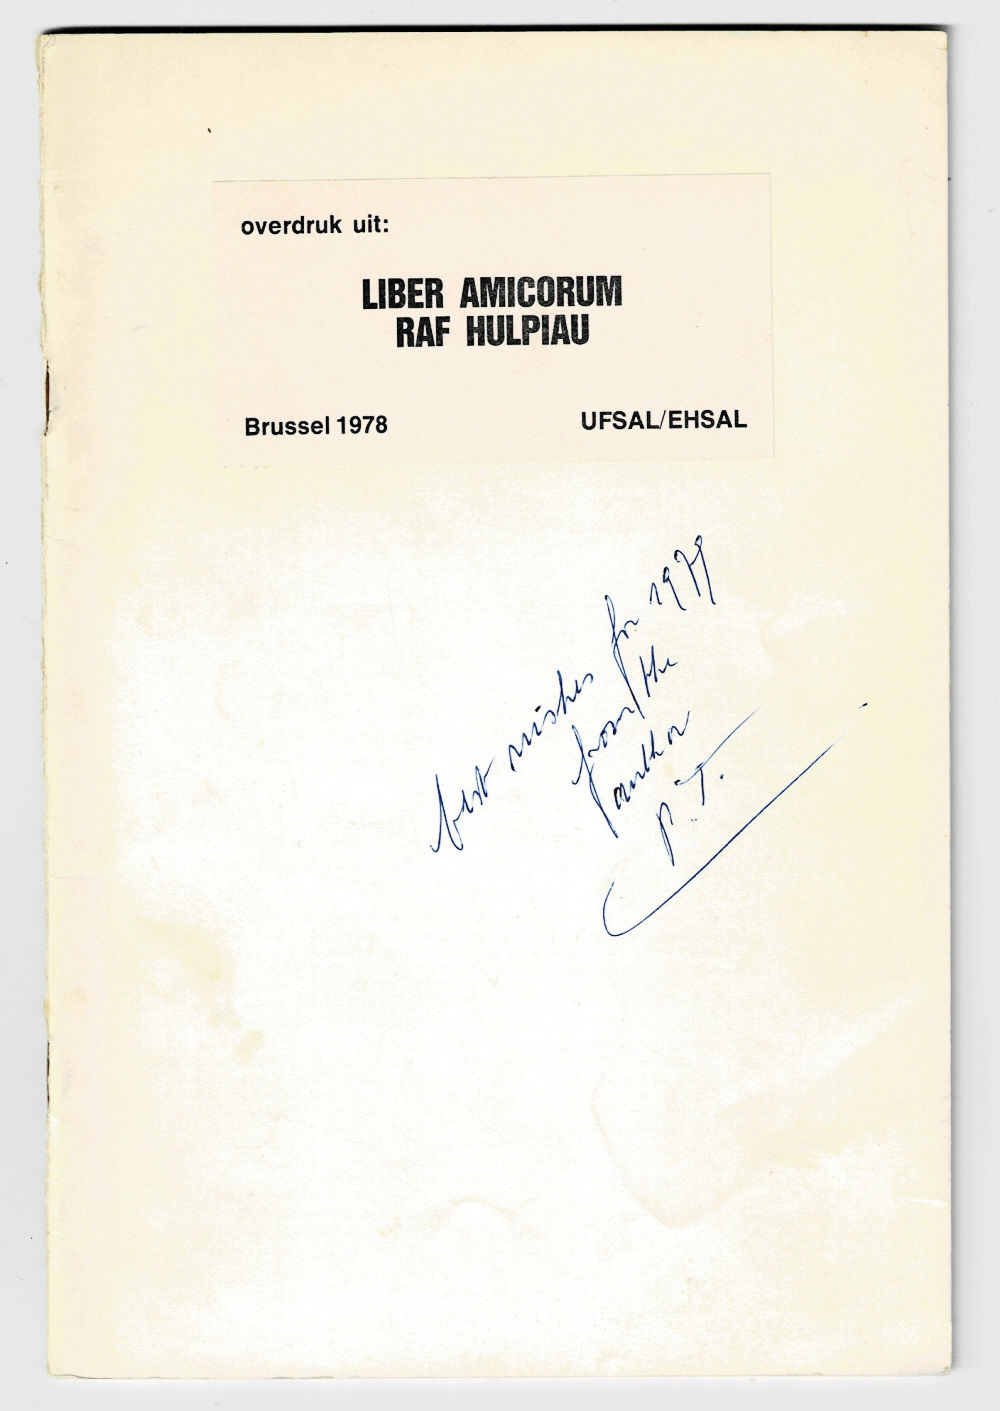 overdruk uit:
LIBER AMICORUM
RAF HULPIAU
Brussel 1978 UFSAL/EHSAL
best wishes for 1979
from the
author
P.T.